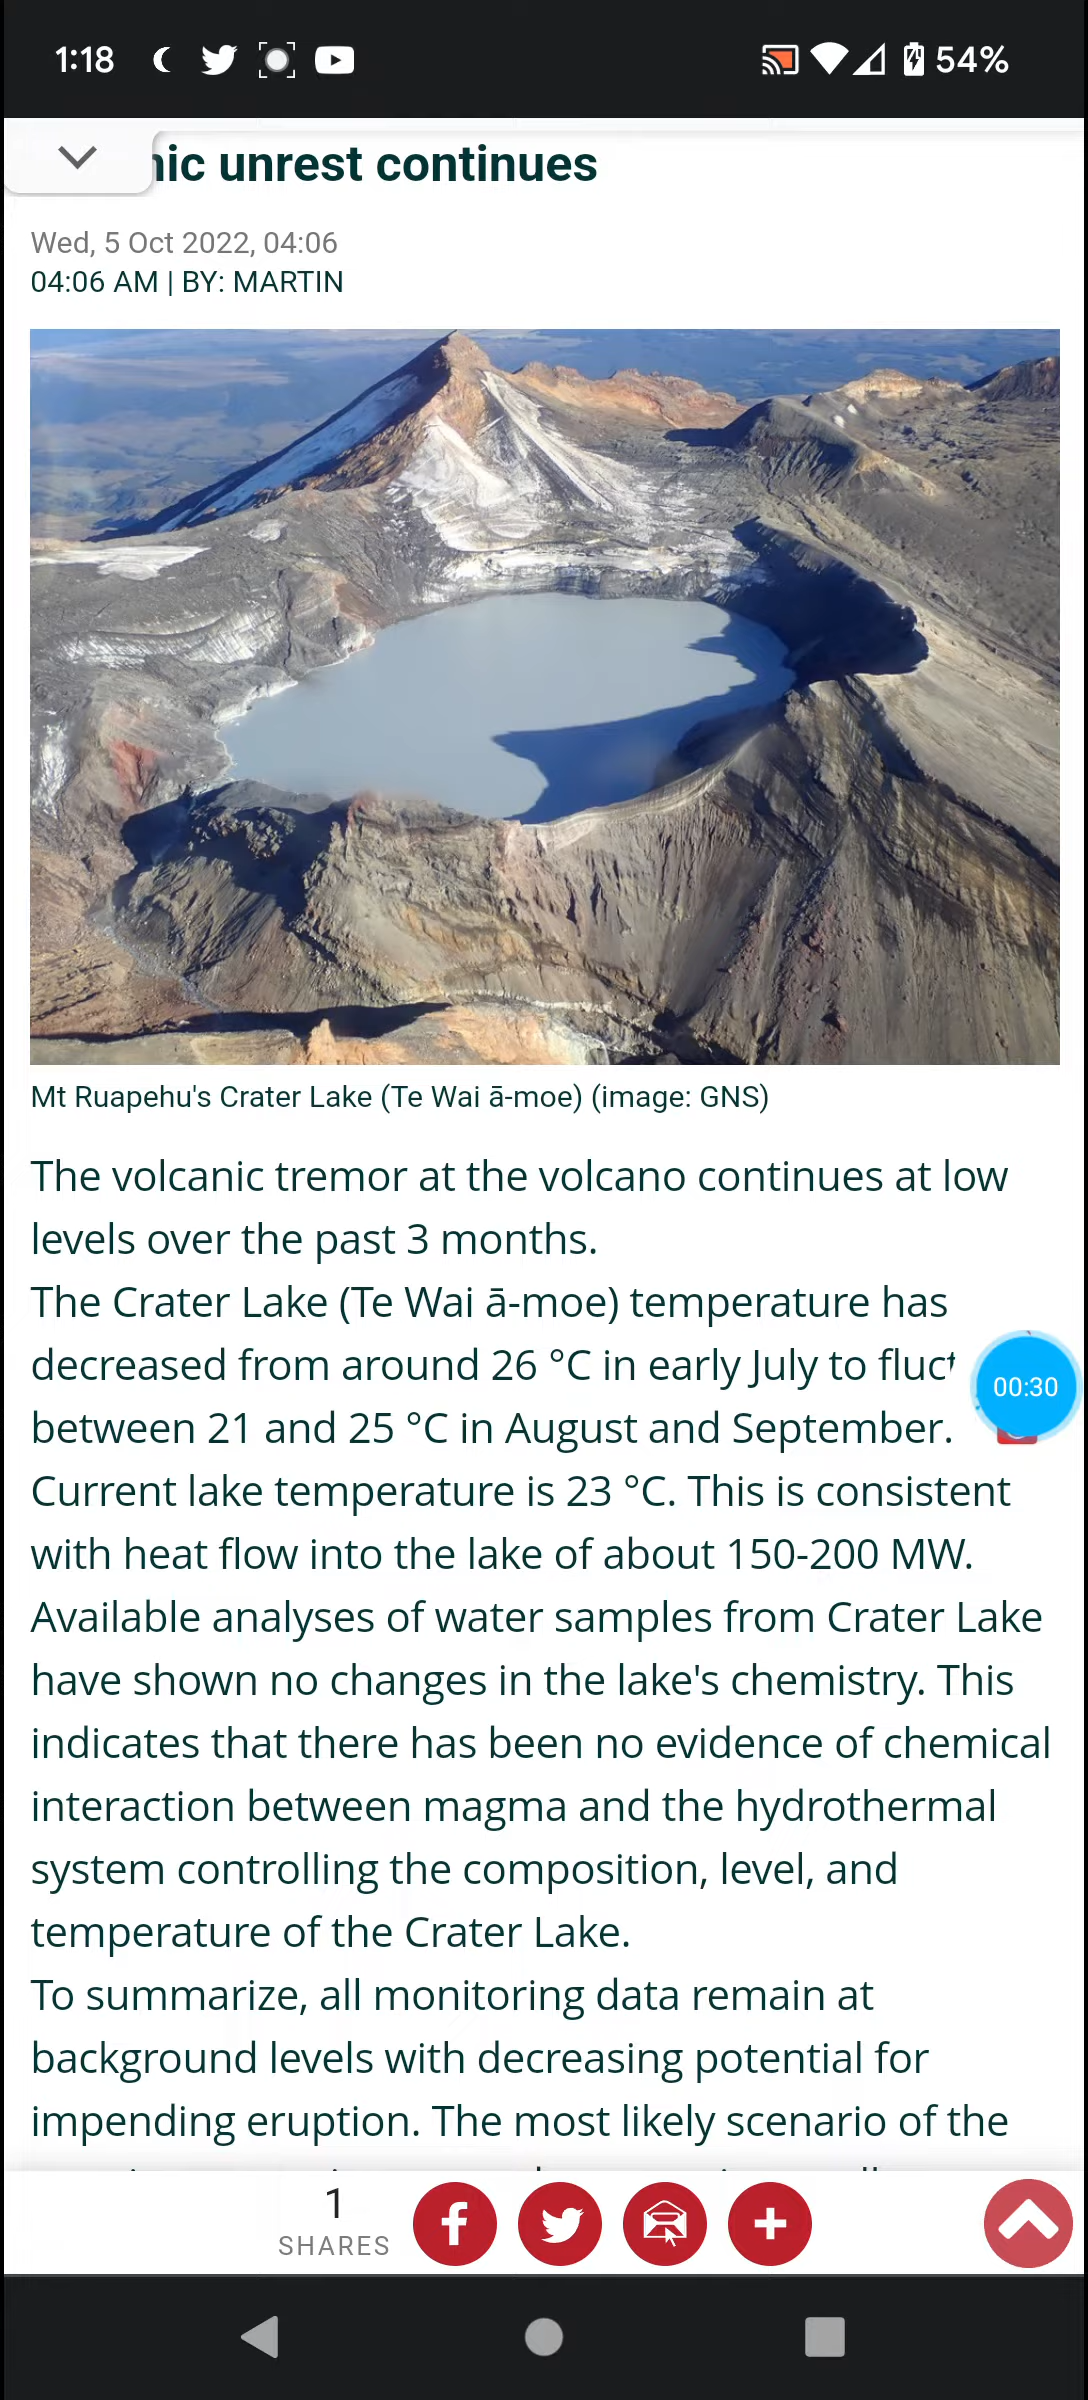 1:18
54%
unrest continues
Wed, 5 Oct 2022, 04:06
04:06 AM | BY: MARTIN
Mt Ruapehu's Crater Lake (Te Wai ā-moe) (image: GNS)
The volcanic tremor at the volcano continues at low
levels over the past 3 months.
The Crater Lake (Te Wai ā-moe) temperature has
decreased from around 26 °C in early July to
00:30
between 21 and 25 °C in August and September.
Current lake temperature is 23 °C. This is consistent
with heat flow into the lake of about 150-200 MW.
Available analyses of water samples from Crater Lake
have shown no changes in the lake's chemistry. This
indicates that there has been no evidence of chemical
interaction between magma and the hydrothermal
system controlling the composition, level, and
temperature of the Crater Lake.
To summarize, all monitoring data remain at
background levels with decreasing potential for
impending eruption. The most likely scenario of the
1
SHARES